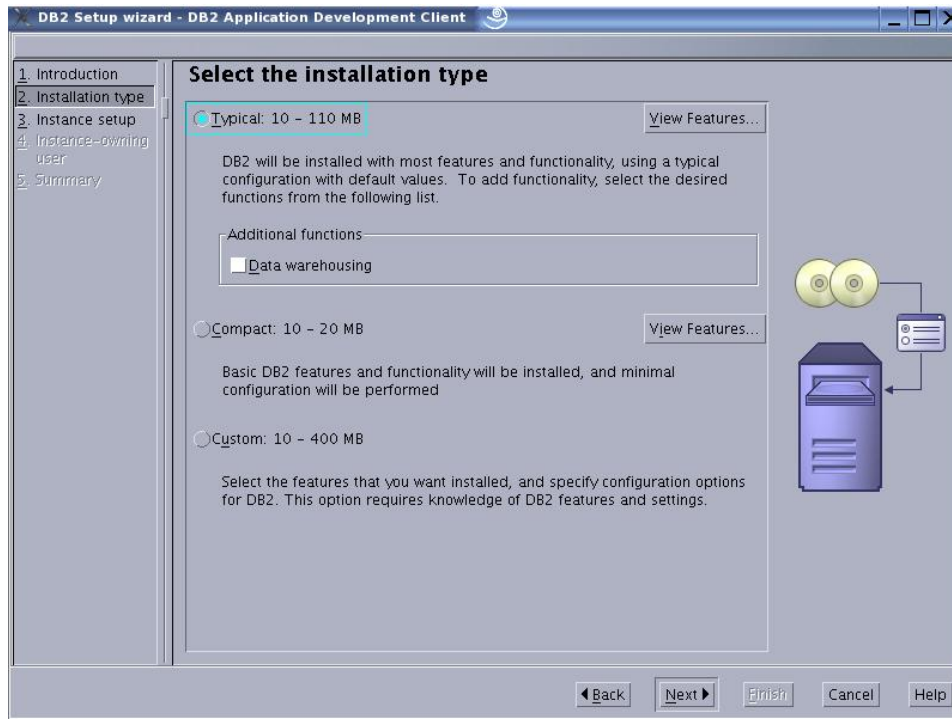 DB2 Setup wizard - DB2 Application Development Client
1. Introduction
2. Installation type
3. Instance setup
4. Instance-owning
user
5. Summary
Select the installation type
Typical: 10 - 110 MB
View Features...
DB2 will be installed with most features and functionality, using a typical
configuration with default values. To add functionality, select the desired
functions from the following list.
Additional functions
Data warehousing
Compact: 10 - 20 MB
View Features...
Basic DB2 features and functionality will be installed, and minimal
configuration will be performed
Custom: 10 - 400 MB
Select the features that you want installed, and specify configuration options
for DB2. This option requires knowledge of DB2 features and settings.
Back
Next
Finish
Cancel
Help